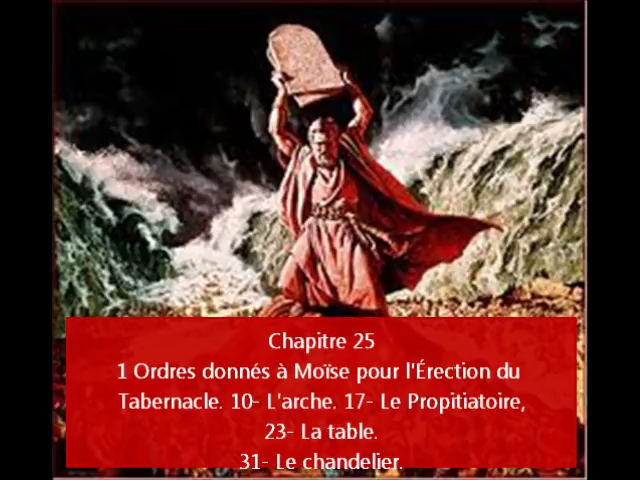 Chapitre 25
1 Ordres donnés à Moïse pour l'Érection du
Tabernacle. 10- L'arche. 17- Le Propitiatoire,
23- La table.
31- Le chandelier.